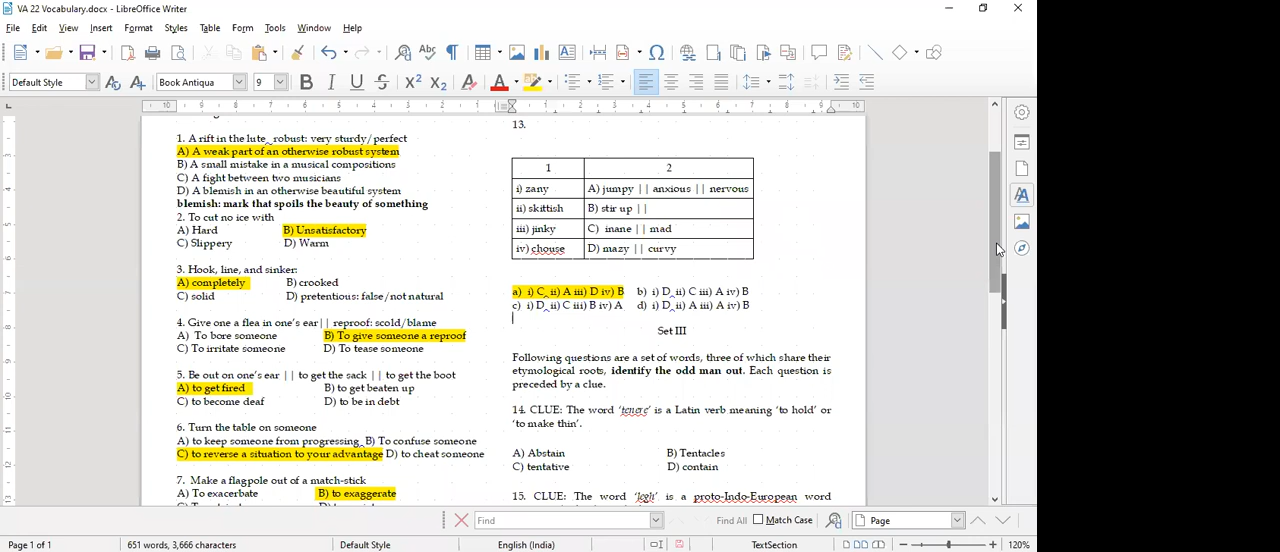 VA 22 Vocabulary.docx - LibreOffice Writer
File Edit View Insert Format Styles Table Form Tools Window Help
Default Style Book Antiqua 9
1. A rift in the lute_ robust: very sturdy/perfect
A) A weak part of an otherwise robust system
B) A small mistake in a musical compositions
C) A fight between two musicians
D) A blemish in an otherwise beautiful system
blemish: mark that spoils the beauty of something
2. To cut no ice with
A) Hard B) Unsatisfactory
C) Slippery D) Warm
3. Hook, line, and sinker:
A) completely B) crooked
C) solid D) pretentious: false/not natural
4. Give one a flea in one's ear|| reproof: scold/blame
A) To bore someone B) To give someone a reproof
C) To irritate someone D) To tease someone
5. Be out on one's ear || to get the sack || to get the boot
A) to get fired B) to get beaten up
C) to become deaf D) to be in debt
6. Turn the table on someone
A) to keep someone from progressing B) To confuse someone
C) to reverse a situation to your advantage D) to cheat someone
7. Make a flagpole out of a match-stick
A) To exacerbate B) to exaggerate
13.
1 2
i) zany A) jumpy || anxious || nervous
ii) skittish B) stir up ||
iii) jinky C) inane || mad
iv) chouse D) mazy || curvy
a) i) C ii) A iii) D iv) B b) i) D ii) C iii) A iv) B
c) i) D ii) C iii) B iv) A d) i) D ii) A iii) A iv) B
Set III
Following questions are a set of words, three of which share their
etymological roots, identify the odd man out. Each question is
preceded by a clue.
14. CLUE: The word 'tenere' is a Latin verb meaning 'to hold' or
'to make thin'.
A) Abstain B) Tentacles
C) tentative D) contain
15. CLUE: The word 'legh' is a proto-Indo-European word
Find Find All Match Case Page
Page 1 of 1 651 words, 3,666 characters Default Style English (India) TextSection 120%